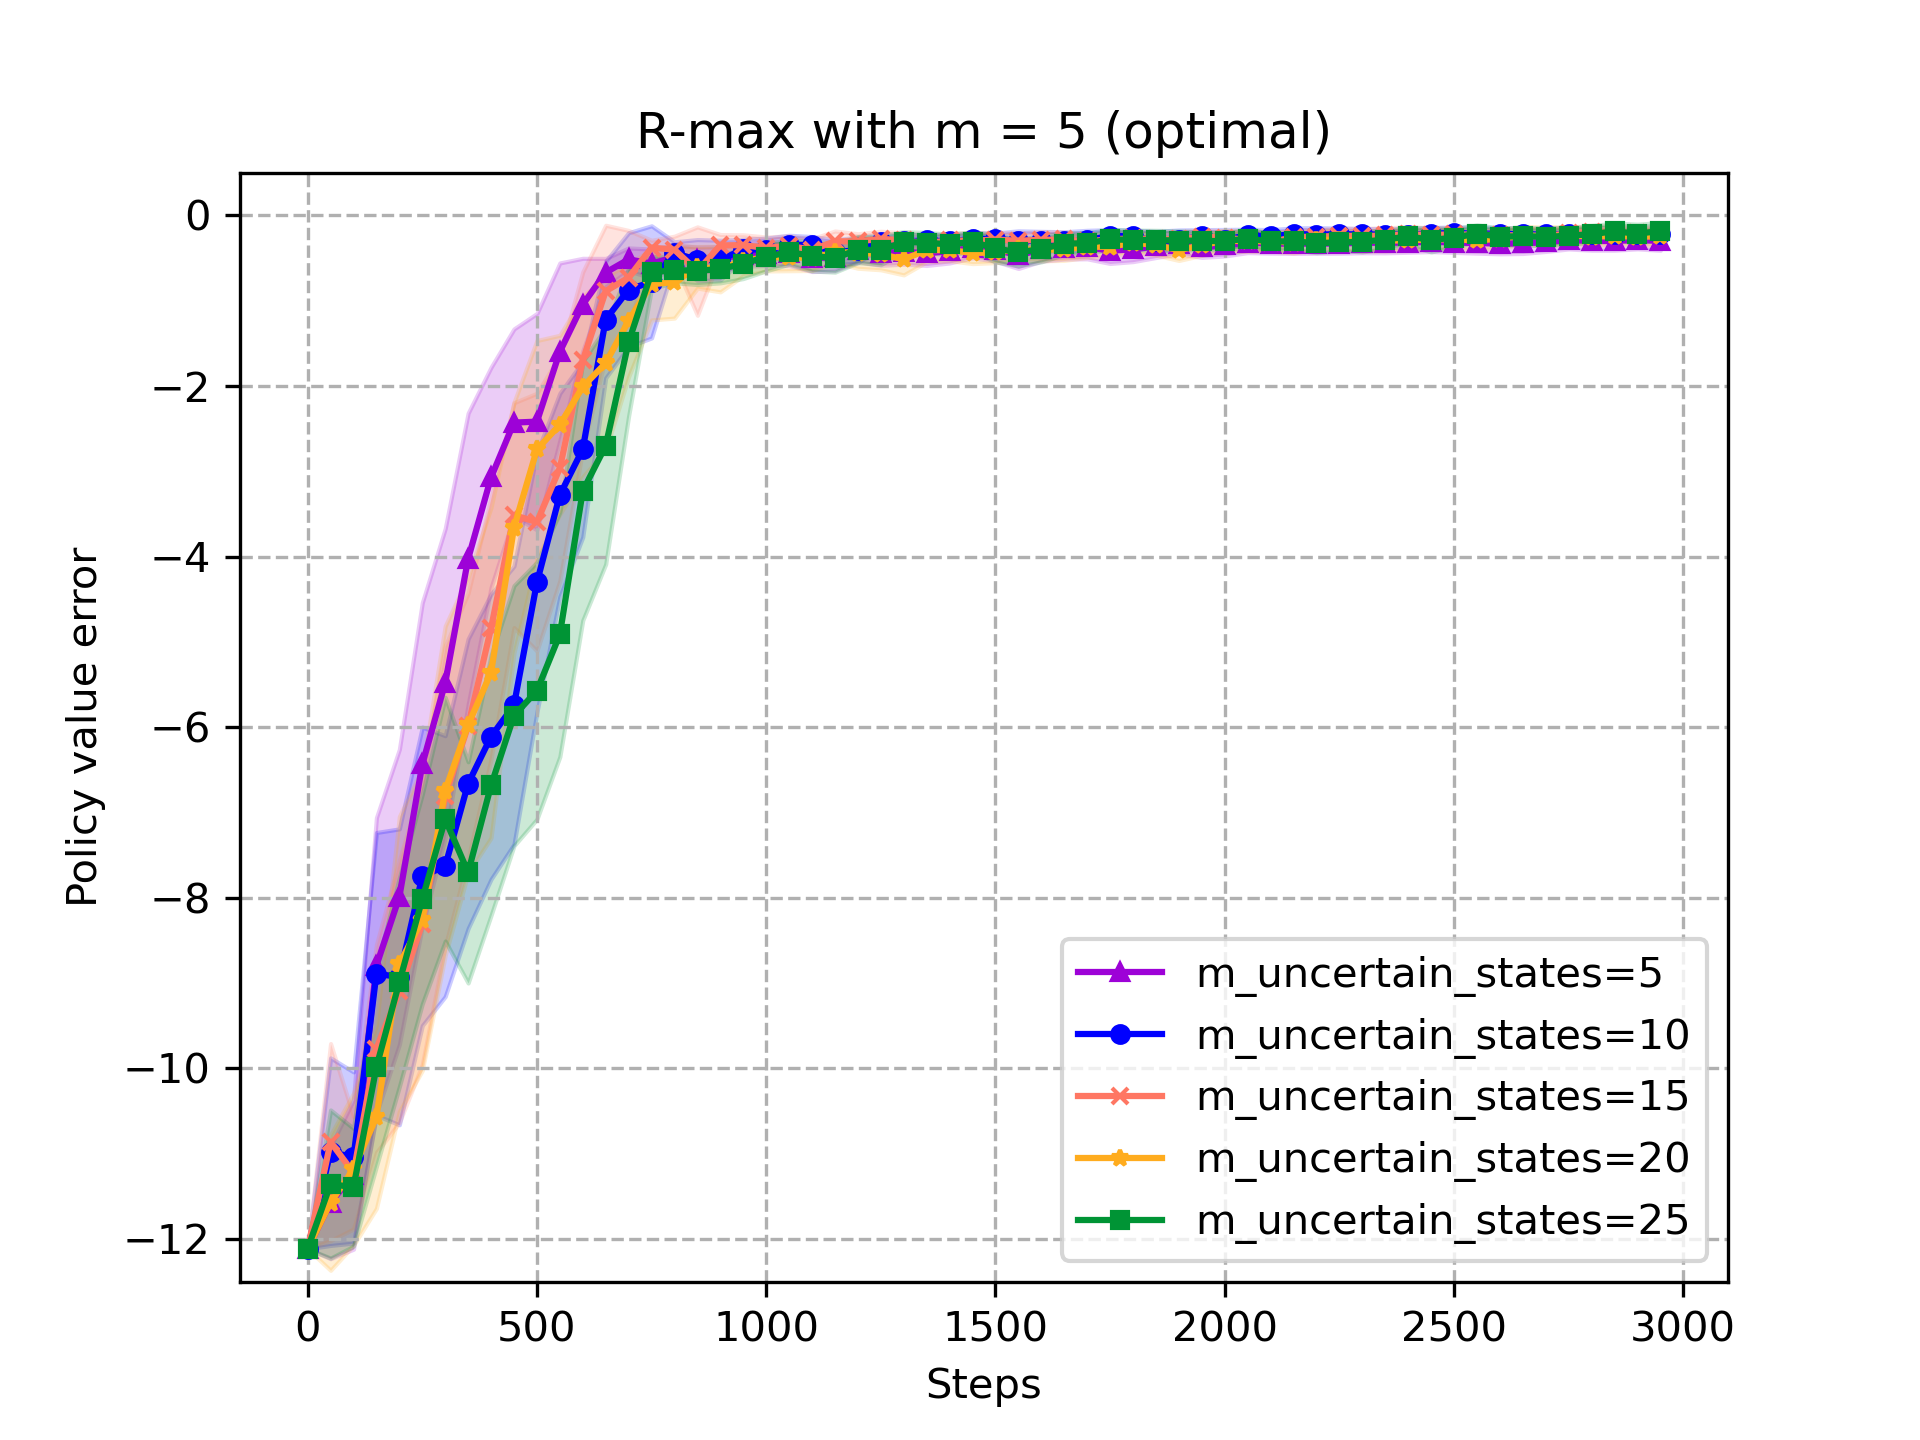 R-max with m = 5 (optimal)
Policy value error
0
−2
−4
−6
−8
−10
−12
0 500 1000 1500 2000 2500 3000
Steps
m_uncertain_states=5
m_uncertain_states=10
m_uncertain_states=15
m_uncertain_states=20
m_uncertain_states=25